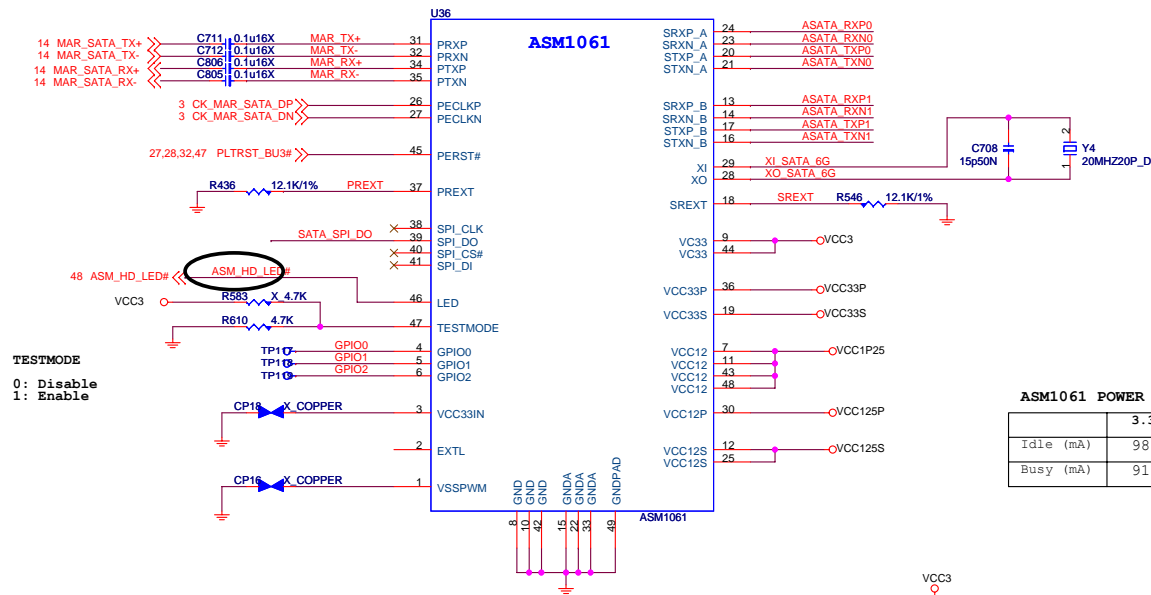 U36
ASM1061
14 MAR_SATA_TX+ C711 0.1u16X MAR_TX+ 31 PRXP
14 MAR_SATA_TX- C712 0.1u16X MAR_TX- 32 PRXN
14 MAR_SATA_RX+ C806 0.1u16X MAR_RX+ 34 PTXP
14 MAR_SATA_RX- C805 0.1u16X MAR_RX- 35 PTXN
3 CK_MAR_SATA_DP 26 PECLKP
3 CK_MAR_SATA_DN 27 PECLKN
27,28,32,47 PLTRST_BU3# 45 PERST#
R436 12.1K/1% PREXT 37 PREXT
38 SPI_CLK
SATA_SPI_DO 39 SPI_DO
40 SPI_CS#
41 SPI_DI
48 ASM_HD_LED# ASM_HD_LED# 46 LED
VCC3 R583 X_4.7K
R610 4.7K 47 TESTMODE
TP117 GPIO0 4 GPIO0
TP118 GPIO1 5 GPIO1
TP119 GPIO2 6 GPIO2
CP18 X_COPPER 3 VCC33IN
2 EXTL
CP16 X_COPPER 1 VSSPWM
TESTMODE
0: Disable
1: Enable
SRXP_A 24 ASATA_RXP0
SRXN_A 23 ASATA_RXN0
STXP_A 20 ASATA_TXP0
STXN_A 21 ASATA_TXN0
SRXP_B 13 ASATA_RXP1
SRXN_B 14 ASATA_RXN1
STXP_B 17 ASATA_TXP1
STXN_B 16 ASATA_TXN1
XI 29 XI_SATA_6G
XO 28 XO_SATA_6G
C708
15p50N
2
Y4
20MHZ20P_D
1
SREXT 18 SREXT R546 12.1K/1%
VC33 9 VCC3
VC33 44
VCC33P 36 VCC33P
VCC33S 19 VCC33S
VCC12 7 VCC1P25
VCC12 11
VCC12 43
VCC12 48
VCC12P 30 VCC125P
VCC12S 12 VCC125S
VCC12S 25
GND GND GND GNDA GNDA GNDA GNDPAD
8 10 42 15 22 33 49
ASM1061
ASM1061 POWER
3.3
Idle (mA) 98
Busy (mA) 91
VCC3